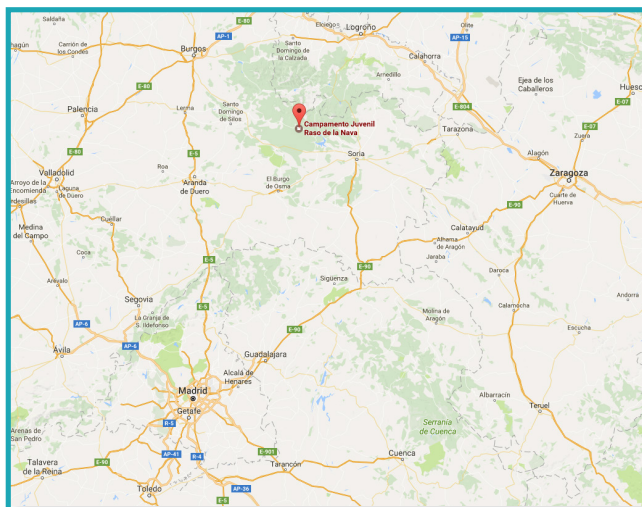 Saldaña
Elciego
Logroño
Olite
AP-1
AP-15
E-80
Santo
Domingo de
la Calzada
Carrión de
los Condes
Burgos
Calahorra
Arnedillo
Ejea de los
Caballeros
E-80
Palencia
Lerma
Santo
Domingo
de Silos
Campamento Juvenil
Raso de la Nava
E-804
E-07
Tarazona
Zuera
E-07
E-80
E-5
Soria
Alagón
Roa
Valladolid
Aranda
de Duero
El Burgo
de Osma
Zaragoza
Arroyo de la
Encomienda
Laguna
de Duero
Cuarte de
Huerva
E-90
Cuéllar
Medina
del Campo
Calatayud
Alhama
de Aragón
Jaraba
Coca
E-5
E-90
Daroca
Arévalo
Sigüenza
Andorra
Segovia
E-5
Calamocha
La Granja de
S. Ildefonso
Molina de
Aragón
AP-6
E-90
Escucha
AP-6
Ávila
Guadalajara
Alcalá de
Henares
Albarracín
Madrid
Getafe
Teruel
R-5
Serranía
de Cuenca
Arenas de
San Pedro
E-90
AP-41
R-4
E-901
Cuenca
Talavera
de la Reina
Tarancón
Toledo
AP-36
E-5